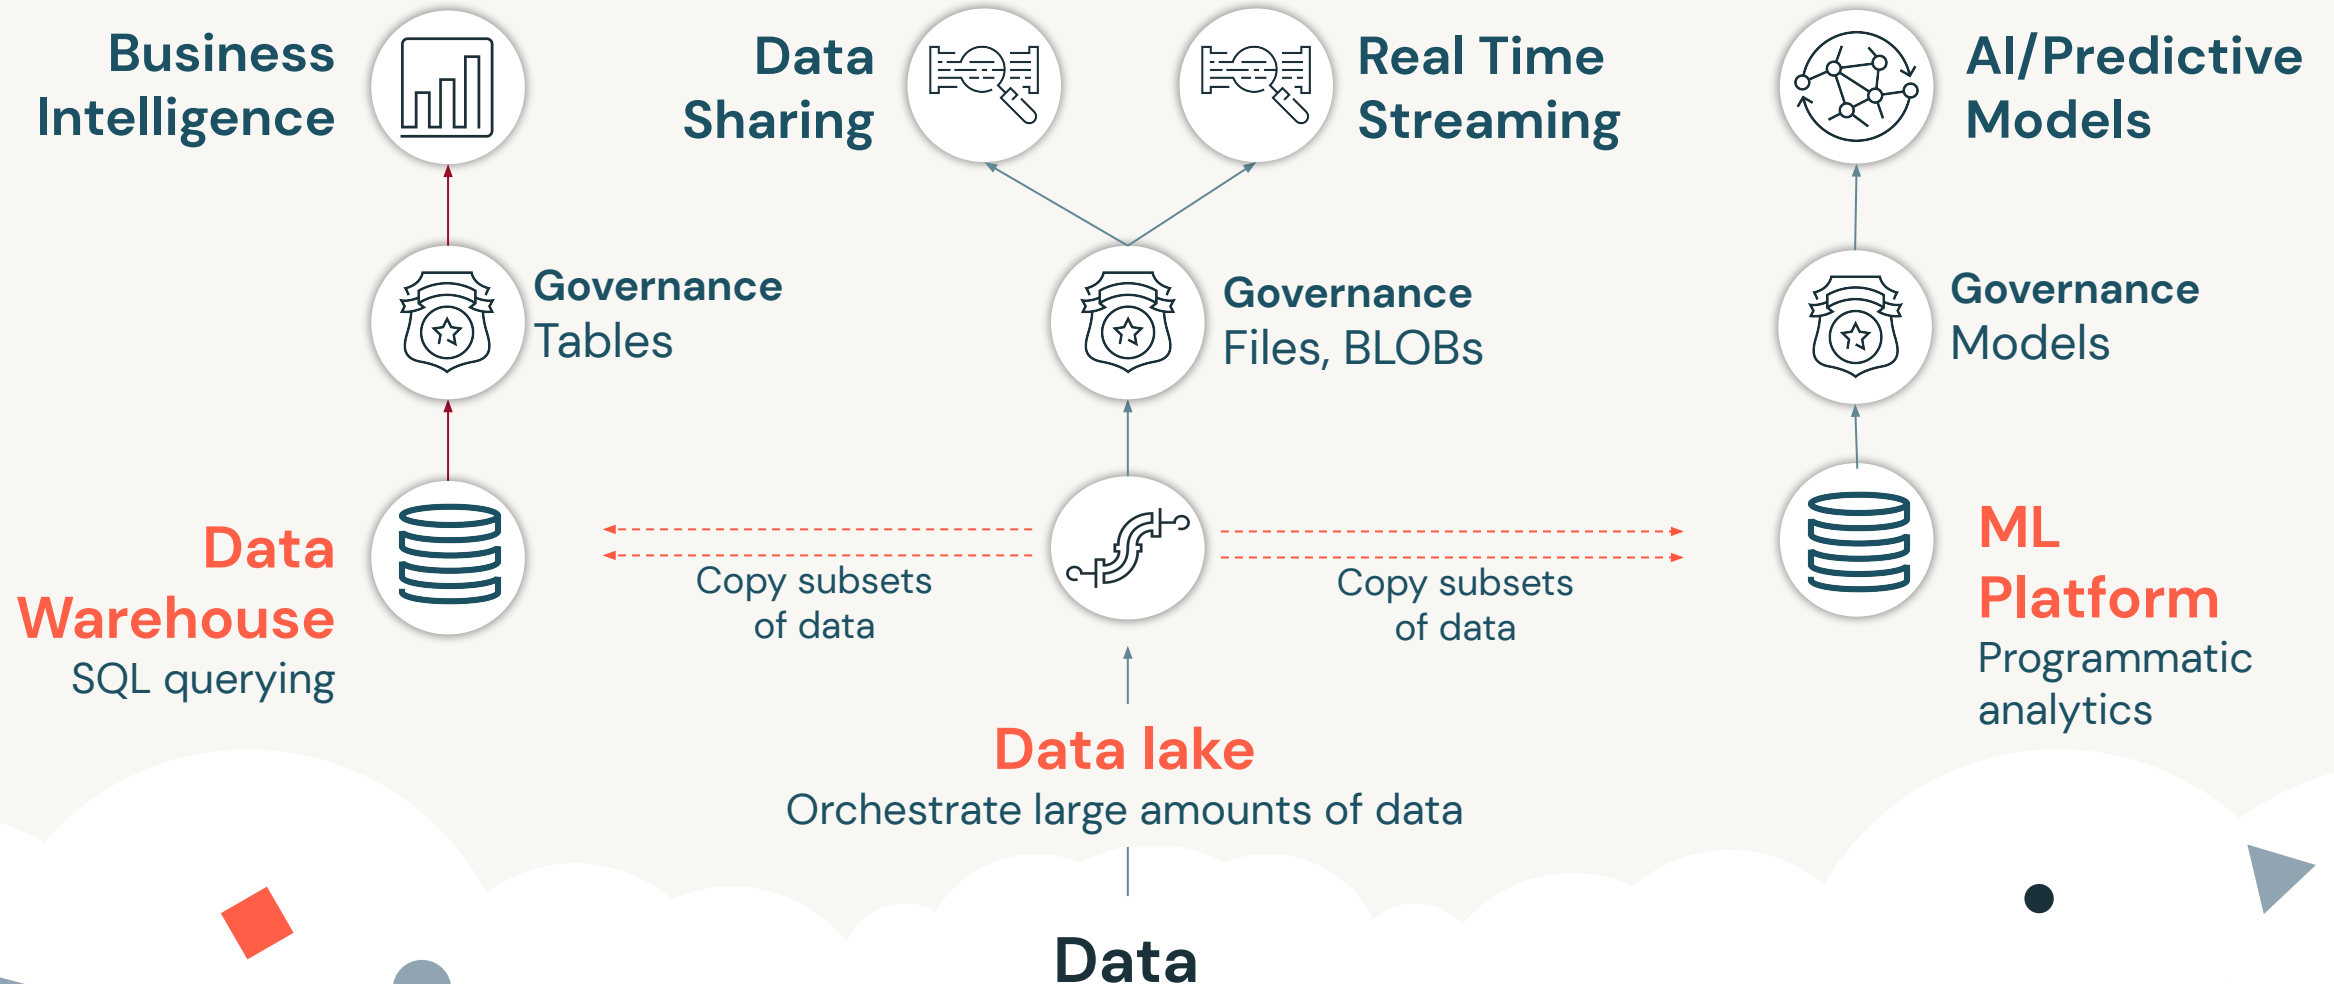 Business
Intelligence
Data
Sharing
Real Time
Streaming
AI/Predictive
Models
Governance
Tables
Governance
Files, BLOBs
Governance
Models
Data
Warehouse
SQL querying
Copy subsets
of data
Copy subsets
of data
ML
Platform
Programmatic
analytics
Data lake
Orchestrate large amounts of data
Data